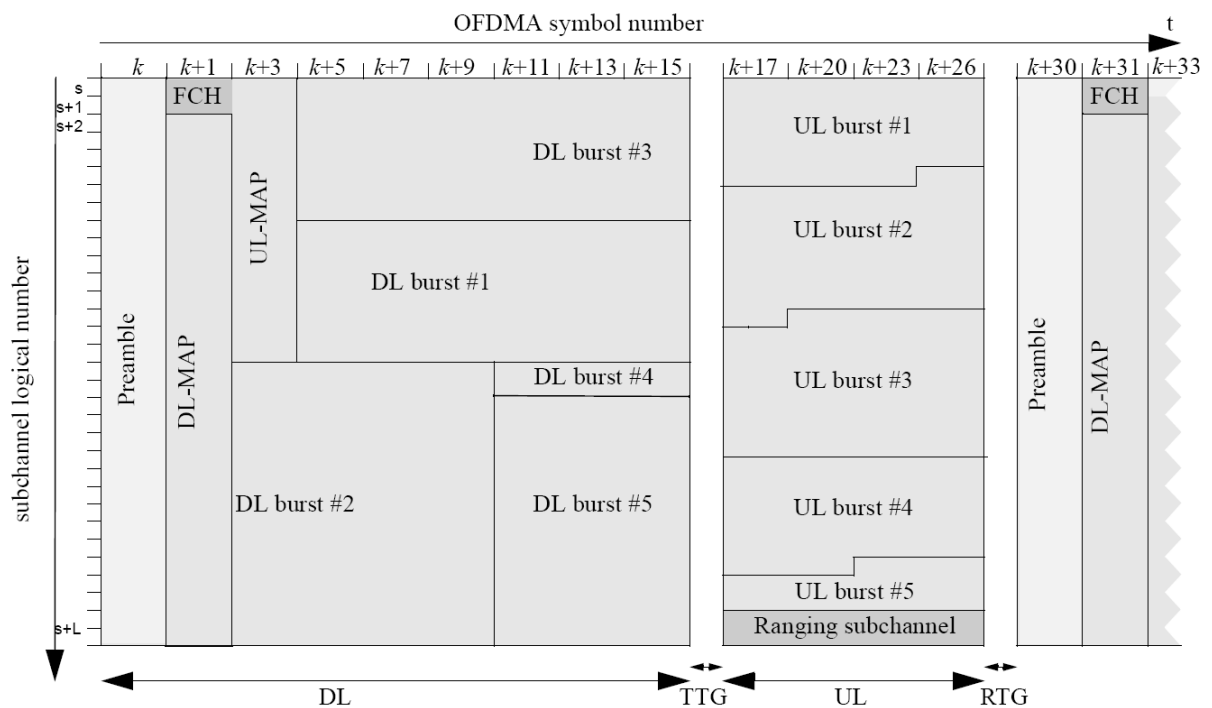 OFDMA symbol number
t
k k+1 k+3 k+5 k+7 k+9 k+11 k+13 k+15 k+17 k+20 k+23 k+26 k+30 k+31 k+33
s
s+1
s+2
s+L
subchannel logical number
Preamble
FCH
DL-MAP
UL-MAP
DL burst #3
DL burst #1
DL burst #4
DL burst #2
DL burst #5
UL burst #1
UL burst #2
UL burst #3
UL burst #4
UL burst #5
Ranging subchannel
Preamble
FCH
DL-MAP
DL TTG UL RTG